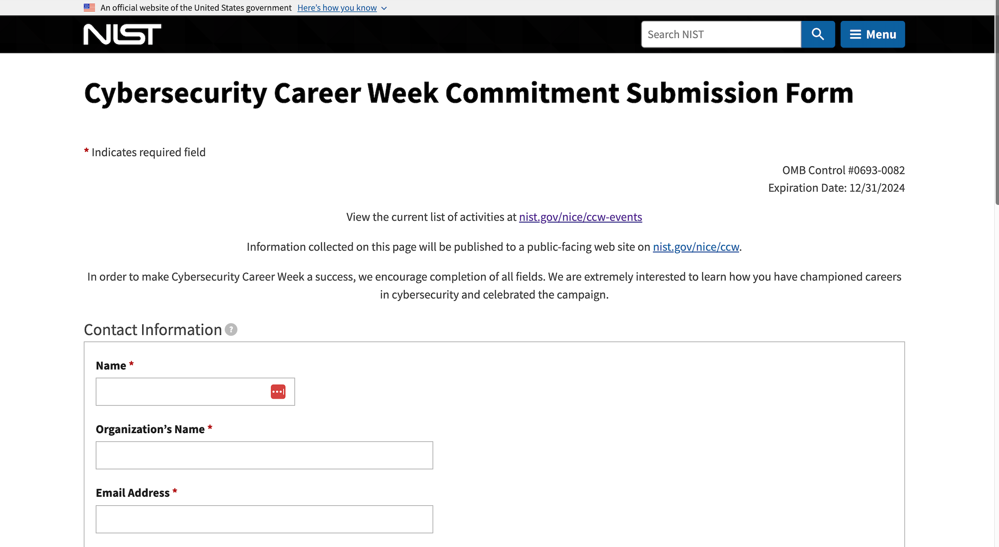 An official website of the United States government Here’s how you know
NIST
Search NIST
Menu
Cybersecurity Career Week Commitment Submission Form
* Indicates required field
OMB Control #0693-0082
Expiration Date: 12/31/2024
View the current list of activities at nist.gov/nice/ccw-events
Information collected on this page will be published to a public-facing web site on nist.gov/nice/ccw.
In order to make Cybersecurity Career Week a success, we encourage completion of all fields. We are extremely interested to learn how you have championed careers
in cybersecurity and celebrated the campaign.
Contact Information ?
Name *
Organization’s Name *
Email Address *